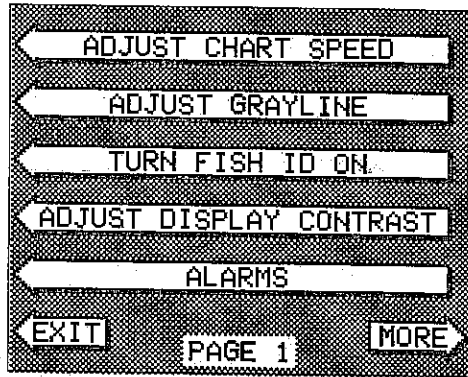 ADJUST CHART SPEED
ADJUST GRAYLINE
TURN FISH ID ON
ADJUST DISPLAY CONTRAST
ALARMS
EXIT PAGE 1 MORE